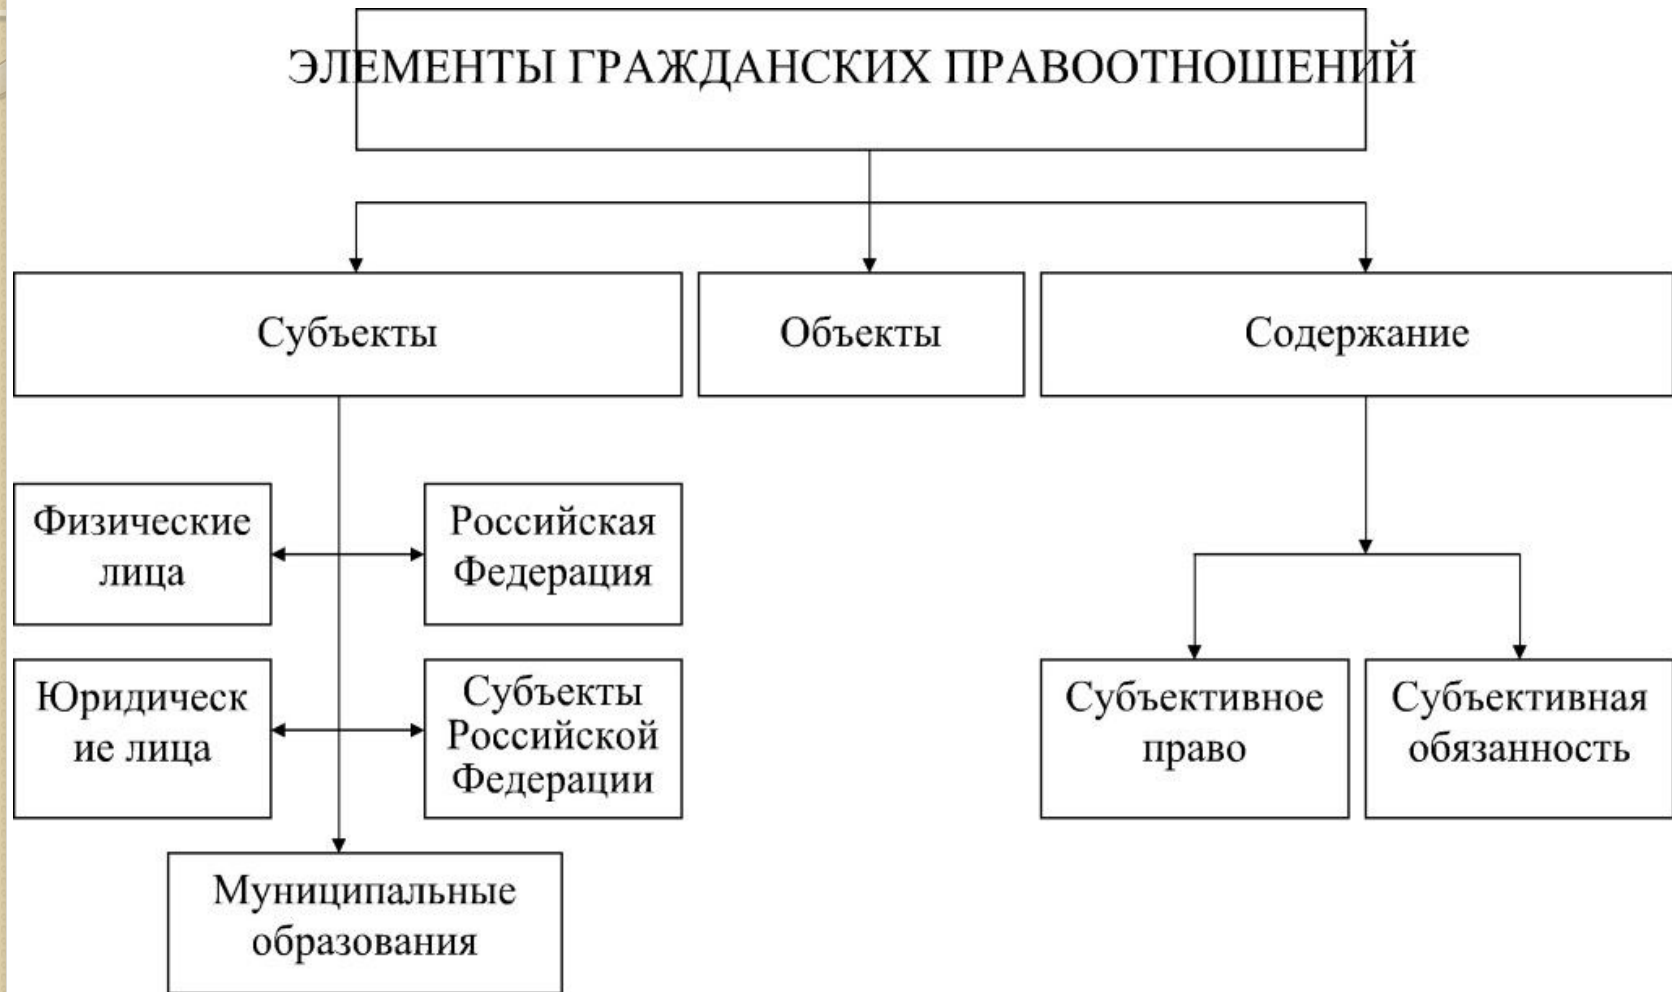 ЭЛЕМЕНТЫ ГРАЖДАНСКИХ ПРАВООТНОШЕНИЙ
Субъекты
Объекты
Содержание
Физические
лица
Российская
Федерация
Юридическ
ие лица
Субъекты
Российской
Федерации
Субъективное
право
Субъективная
обязанность
Муниципальные
образования